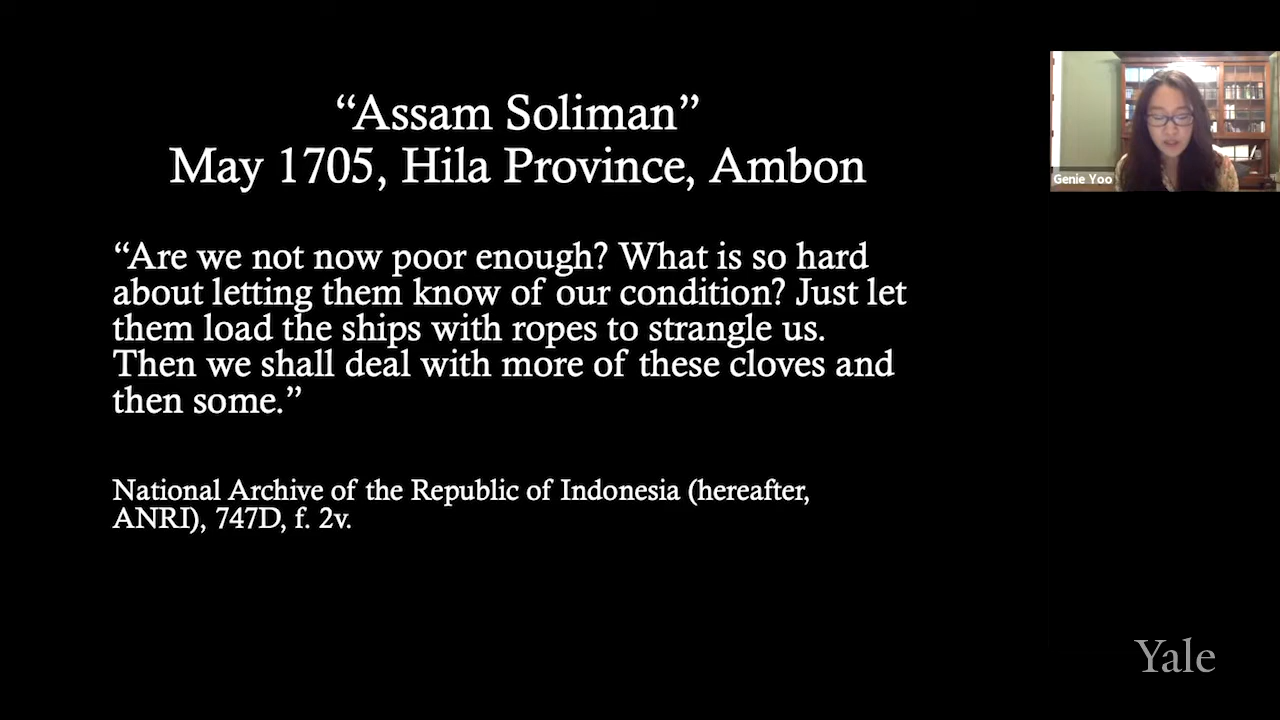 “Assam Soliman”
May 1705, Hila Province, Ambon
“Are we not now poor enough? What is so hard
about letting them know of our condition? Just let
them load the ships with ropes to strangle us.
Then we shall deal with more of these cloves and
then some.”
National Archive of the Republic of Indonesia (hereafter,
ANRI), 747D, f. 2v.
Genie Yoo
Yale